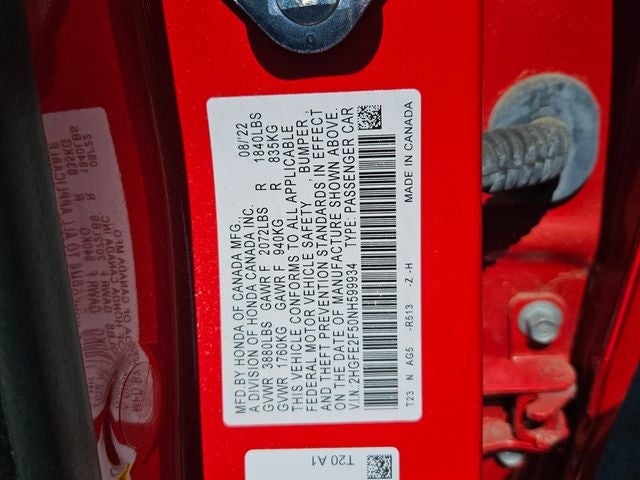 MFD.BY HONDA OF CANADA MFG., 08/22
A DIVISION OF HONDA CANADA INC.
GVWR 3880LBS GAWR F 2072LBS R 1840LBS
GVWR 1760KG GAWR F 940KG R 835KG
THIS VEHICLE CONFORMS TO ALL APPLICABLE
FEDERAL MOTOR VEHICLE SAFETY , BUMPER ,
AND THEFT PREVENTION STANDARDS IN EFFECT
ON THE DATE OF MANUFACTURE SHOWN ABOVE.
V.I.N:2HGFE2F50NH599934 TYPE: PASSENGER CAR
T23 N AG5 -R513 -Z -H MADE IN CANADA
T20 A1